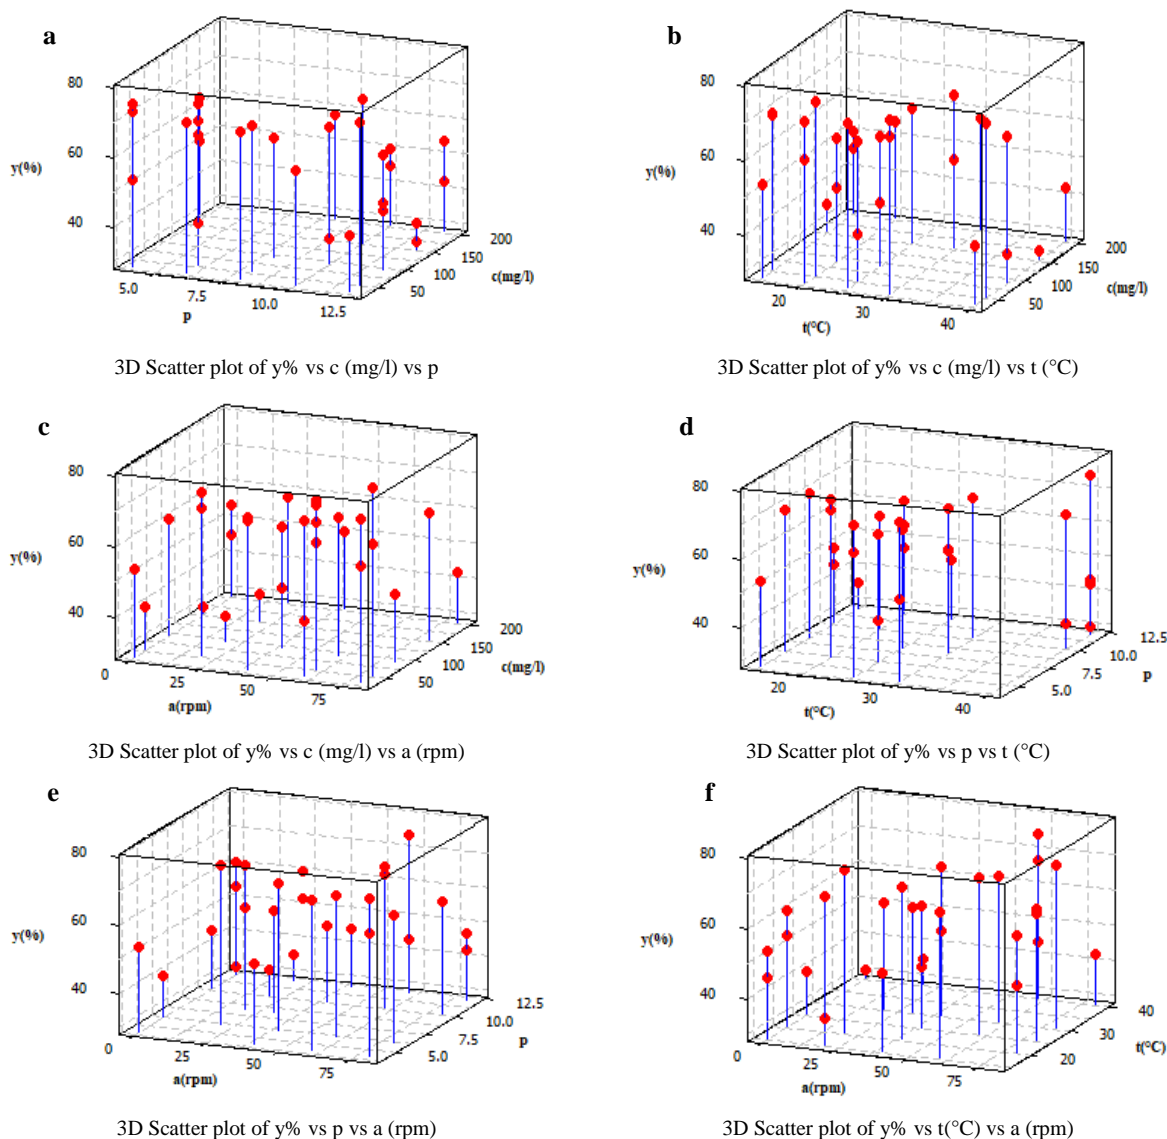 a
80
60
40
y(%)
5.0
7.5
10.0
12.5
p
50
100
150
200
c(mg/l)
3D Scatter plot of y% vs c (mg/l) vs p
b
80
60
40
y(%)
20
30
40
t(°C)
50
100
150
200
c(mg/l)
3D Scatter plot of y% vs c (mg/l) vs t (°C)
c
80
60
40
y(%)
0
25
50
75
a(rpm)
50
100
150
200
c(mg/l)
3D Scatter plot of y% vs c (mg/l) vs a (rpm)
d
80
60
40
y(%)
20
30
40
t(°C)
5.0
7.5
10.0
12.5
p
3D Scatter plot of y% vs p vs t (°C)
e
80
60
40
y(%)
0
25
50
75
a(rpm)
5.0
7.5
10.0
12.5
p
3D Scatter plot of y% vs p vs a (rpm)
f
80
60
40
y(%)
0
25
50
75
a(rpm)
20
30
40
t(°C)
3D Scatter plot of y% vs t(°C) vs a (rpm)